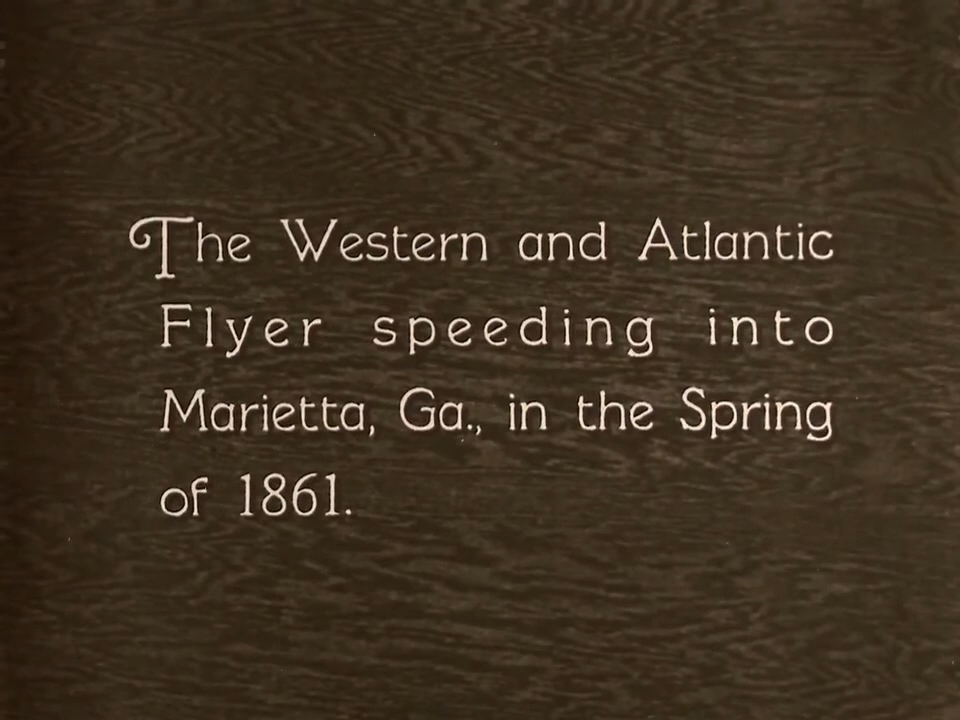 The Western and Atlantic
Flyer speeding into
Marietta, Ga., in the Spring
of 1861.